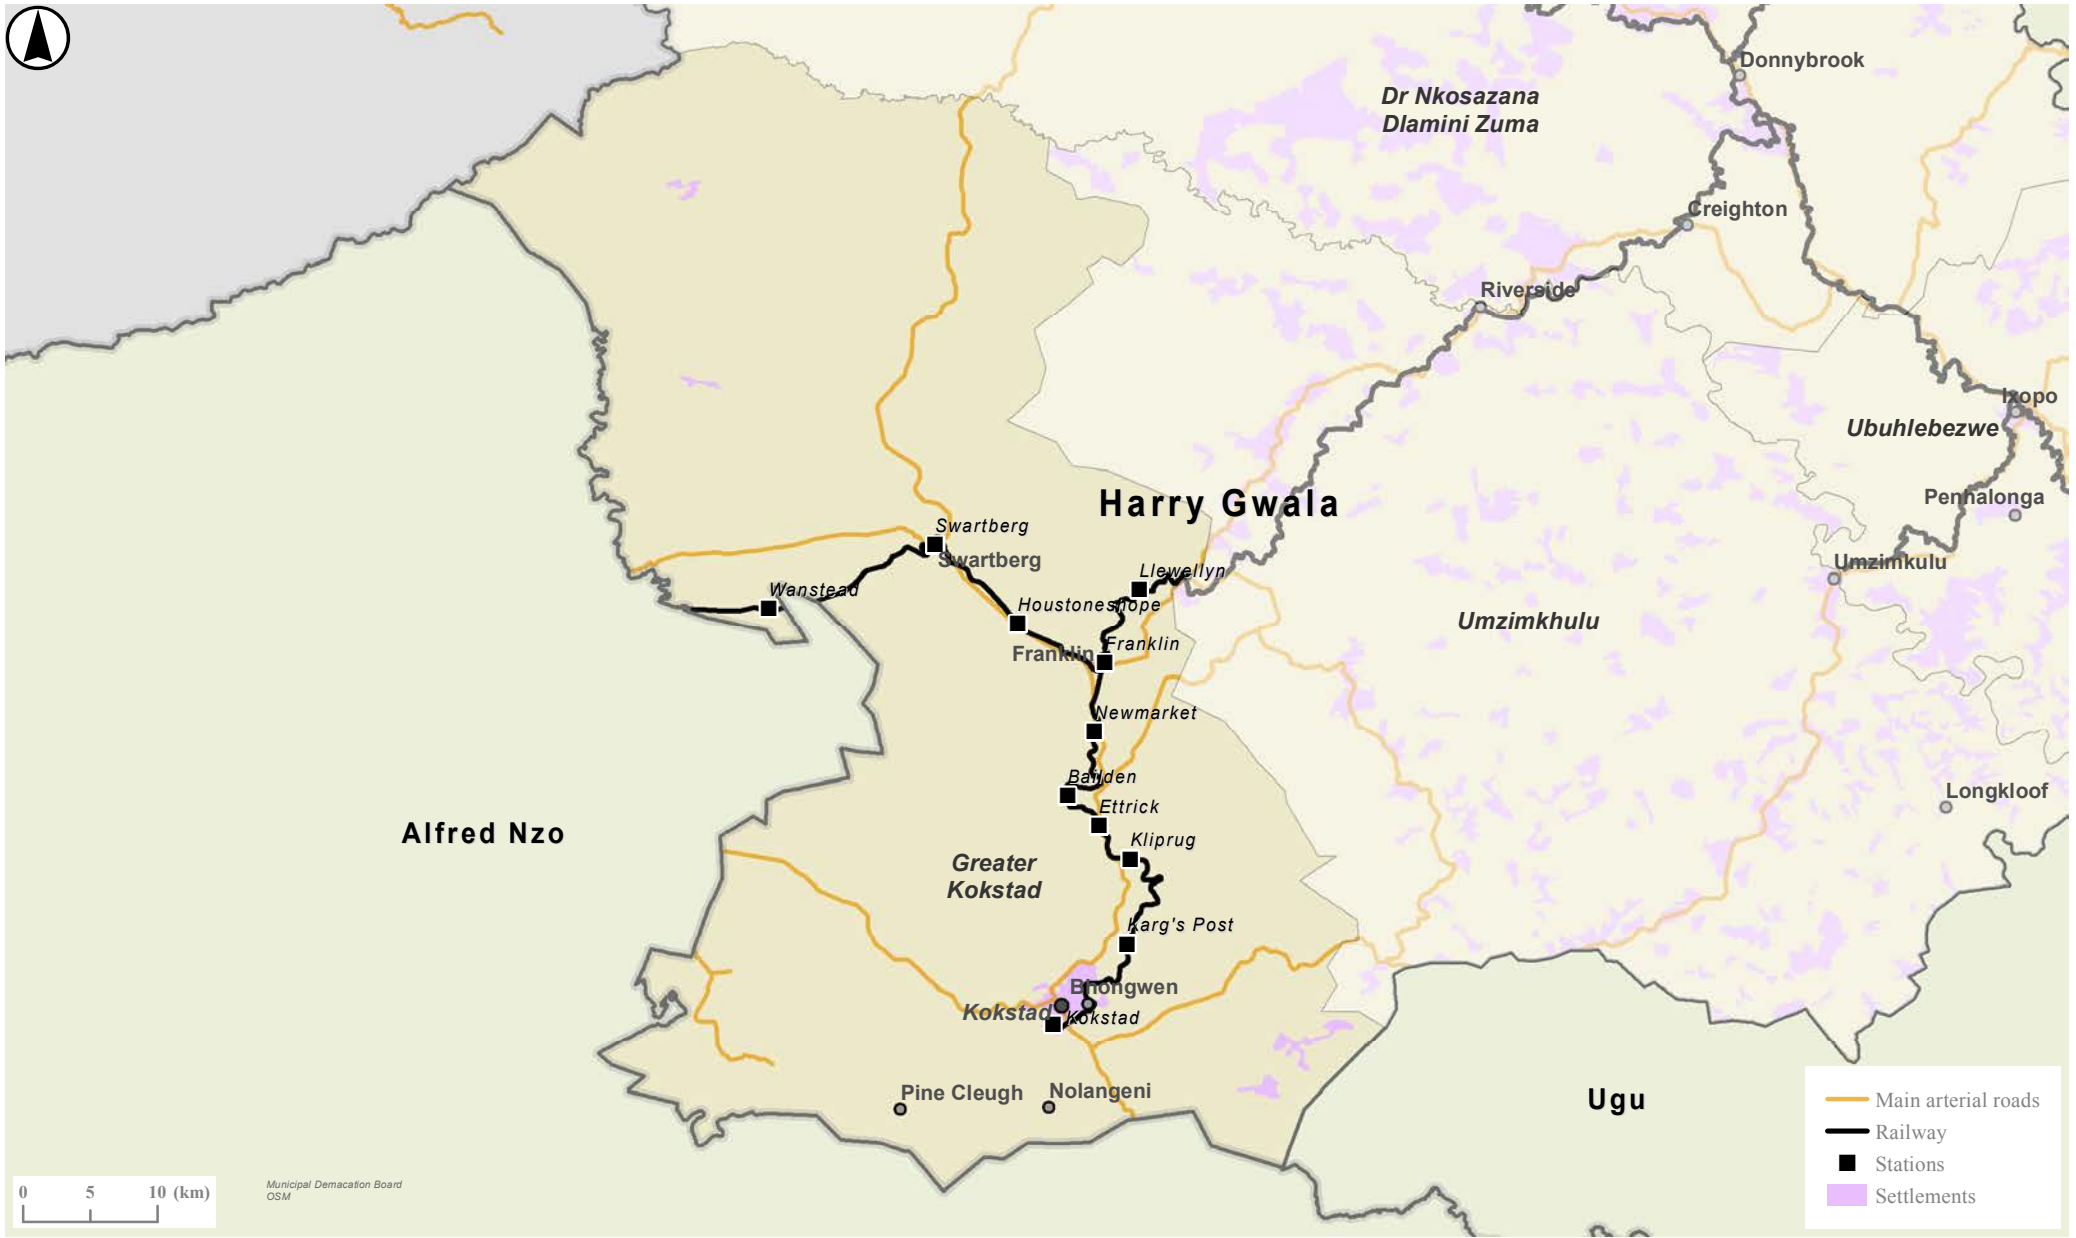 Donnybrook
Dr Nkosazana
Dlamini Zuma
Creighton
Riverside
Ixopo
Ubuhlebezwe
Pennalonga
Harry Gwala
Swartberg
Swartberg
Umzimkulu
Llewellyn
Wanstead
Houstoneshope
Umzimkhulu
Franklin
Franklin
Newmarket
Bailden
Longkloof
Ettrick
Alfred Nzo
Kliprug
Greater
Kokstad
Karg's Post
Bhongwen
Kokstad
Kokstad
Pine Cleugh
Nolangeni
Ugu
Main arterial roads
Railway
Stations
Settlements
0 5 10 (km)
Municipal Demacation Board
OSM